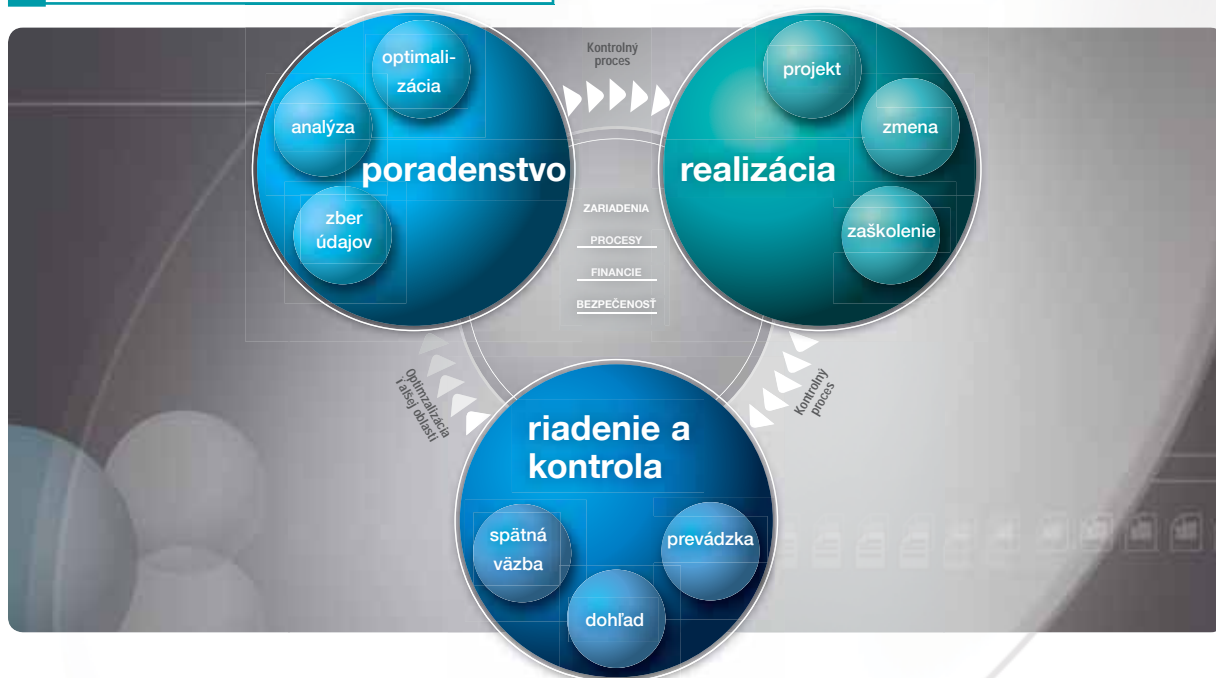 optimali-
zácia
analýza
poradenstvo
zber
údajov
Kontrolný
proces
projekt
zmena
realizácia
zaškolenie
ZARIADENIA
PROCESY
FINANCIE
BEZPEČENOSŤ
Optimzalizácia
ďalšej oblasti
Kontrolný
proces
riadenie a
kontrola
spätná
väzba
prevádzka
dohľad